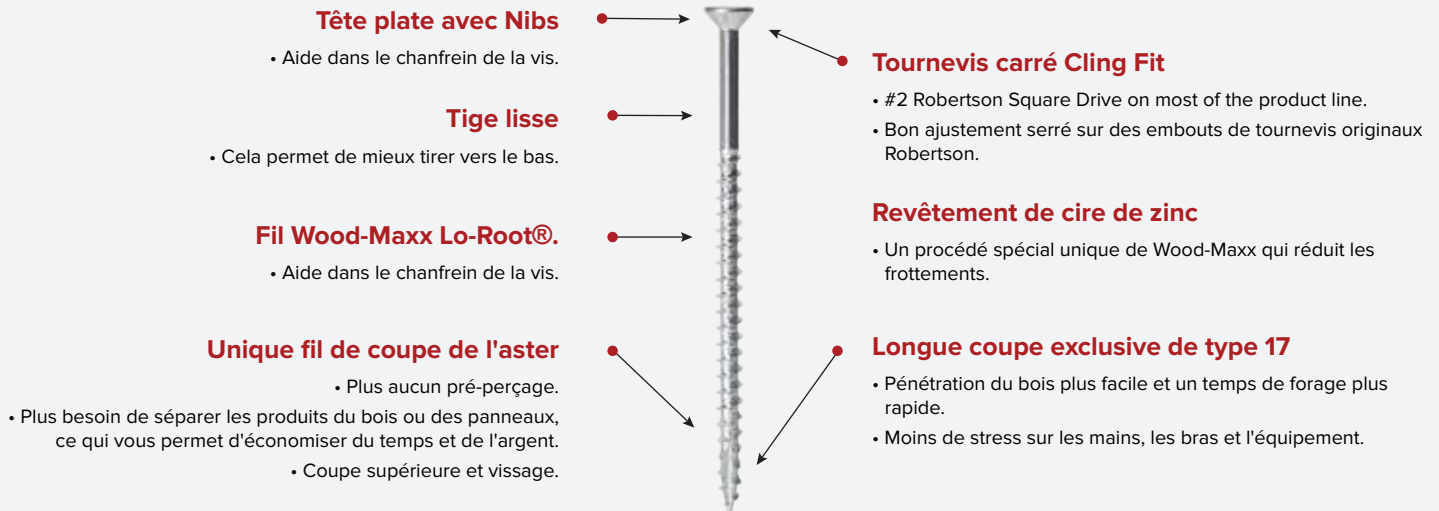 Tête plate avec Nibs
• Aide dans le chanfrein de la vis.
Tige lisse
• Cela permet de mieux tirer vers le bas.
Fil Wood-Maxx Lo-Root®.
• Aide dans le chanfrein de la vis.
Unique fil de coupe de l'aster
• Plus aucun pré-perçage.
• Plus besoin de séparer les produits du bois ou des panneaux,
ce qui vous permet d'économiser du temps et de l'argent.
• Coupe supérieure et vissage.
Tournevis carré Cling Fit
• #2 Robertson Square Drive on most of the product line.
• Bon ajustement serré sur des embouts de tournevis originaux
Robertson.
Revêtement de cire de zinc
• Un procédé spécial unique de Wood-Maxx qui réduit les
frottements.
Longue coupe exclusive de type 17
• Pénétration du bois plus facile et un temps de forage plus
rapide.
• Moins de stress sur les mains, les bras et l'équipement.